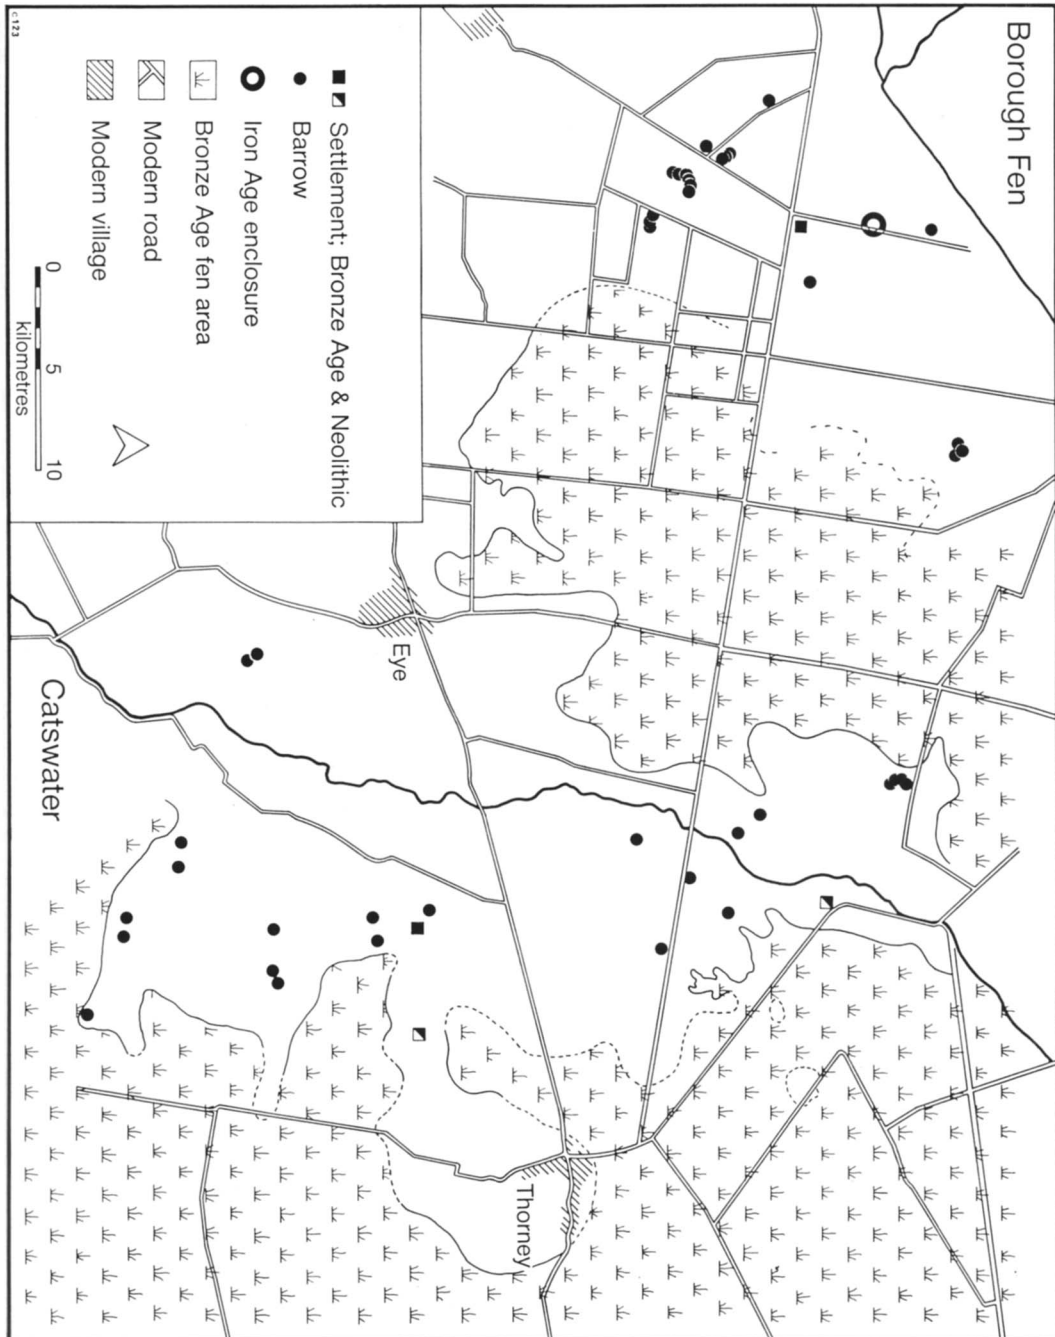 Borough Fen
Settlement; Bronze Age & Neolithic
Barrow
Iron Age enclosure
Bronze Age fen area
Modern road
Modern village
0 5 10
kilometres
Eye
Catswater
Thorney
c123